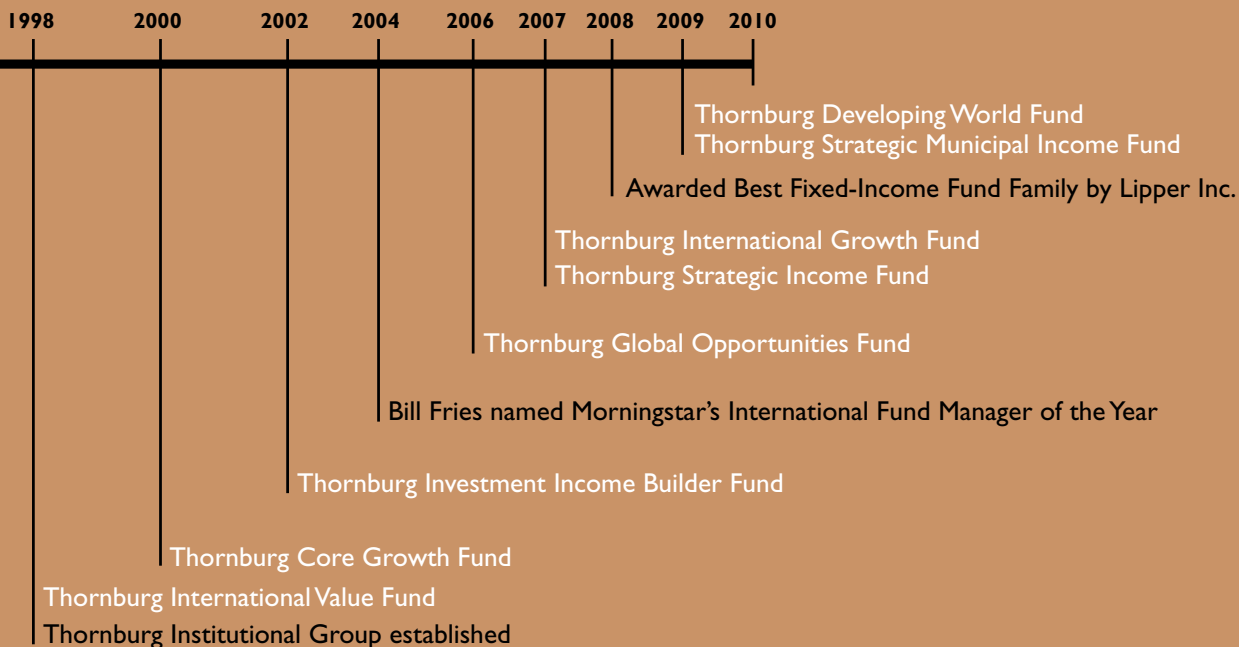 1998 2000 2002 2004 2006 2007 2008 2009 2010
Thornburg Developing World Fund
Thornburg Strategic Municipal Income Fund
Awarded Best Fixed-Income Fund Family by Lipper Inc.
Thornburg International Growth Fund
Thornburg Strategic Income Fund
Thornburg Global Opportunities Fund
Bill Fries named Morningstar’s International Fund Manager of the Year
Thornburg Investment Income Builder Fund
Thornburg Core Growth Fund
Thornburg International Value Fund
Thornburg Institutional Group established